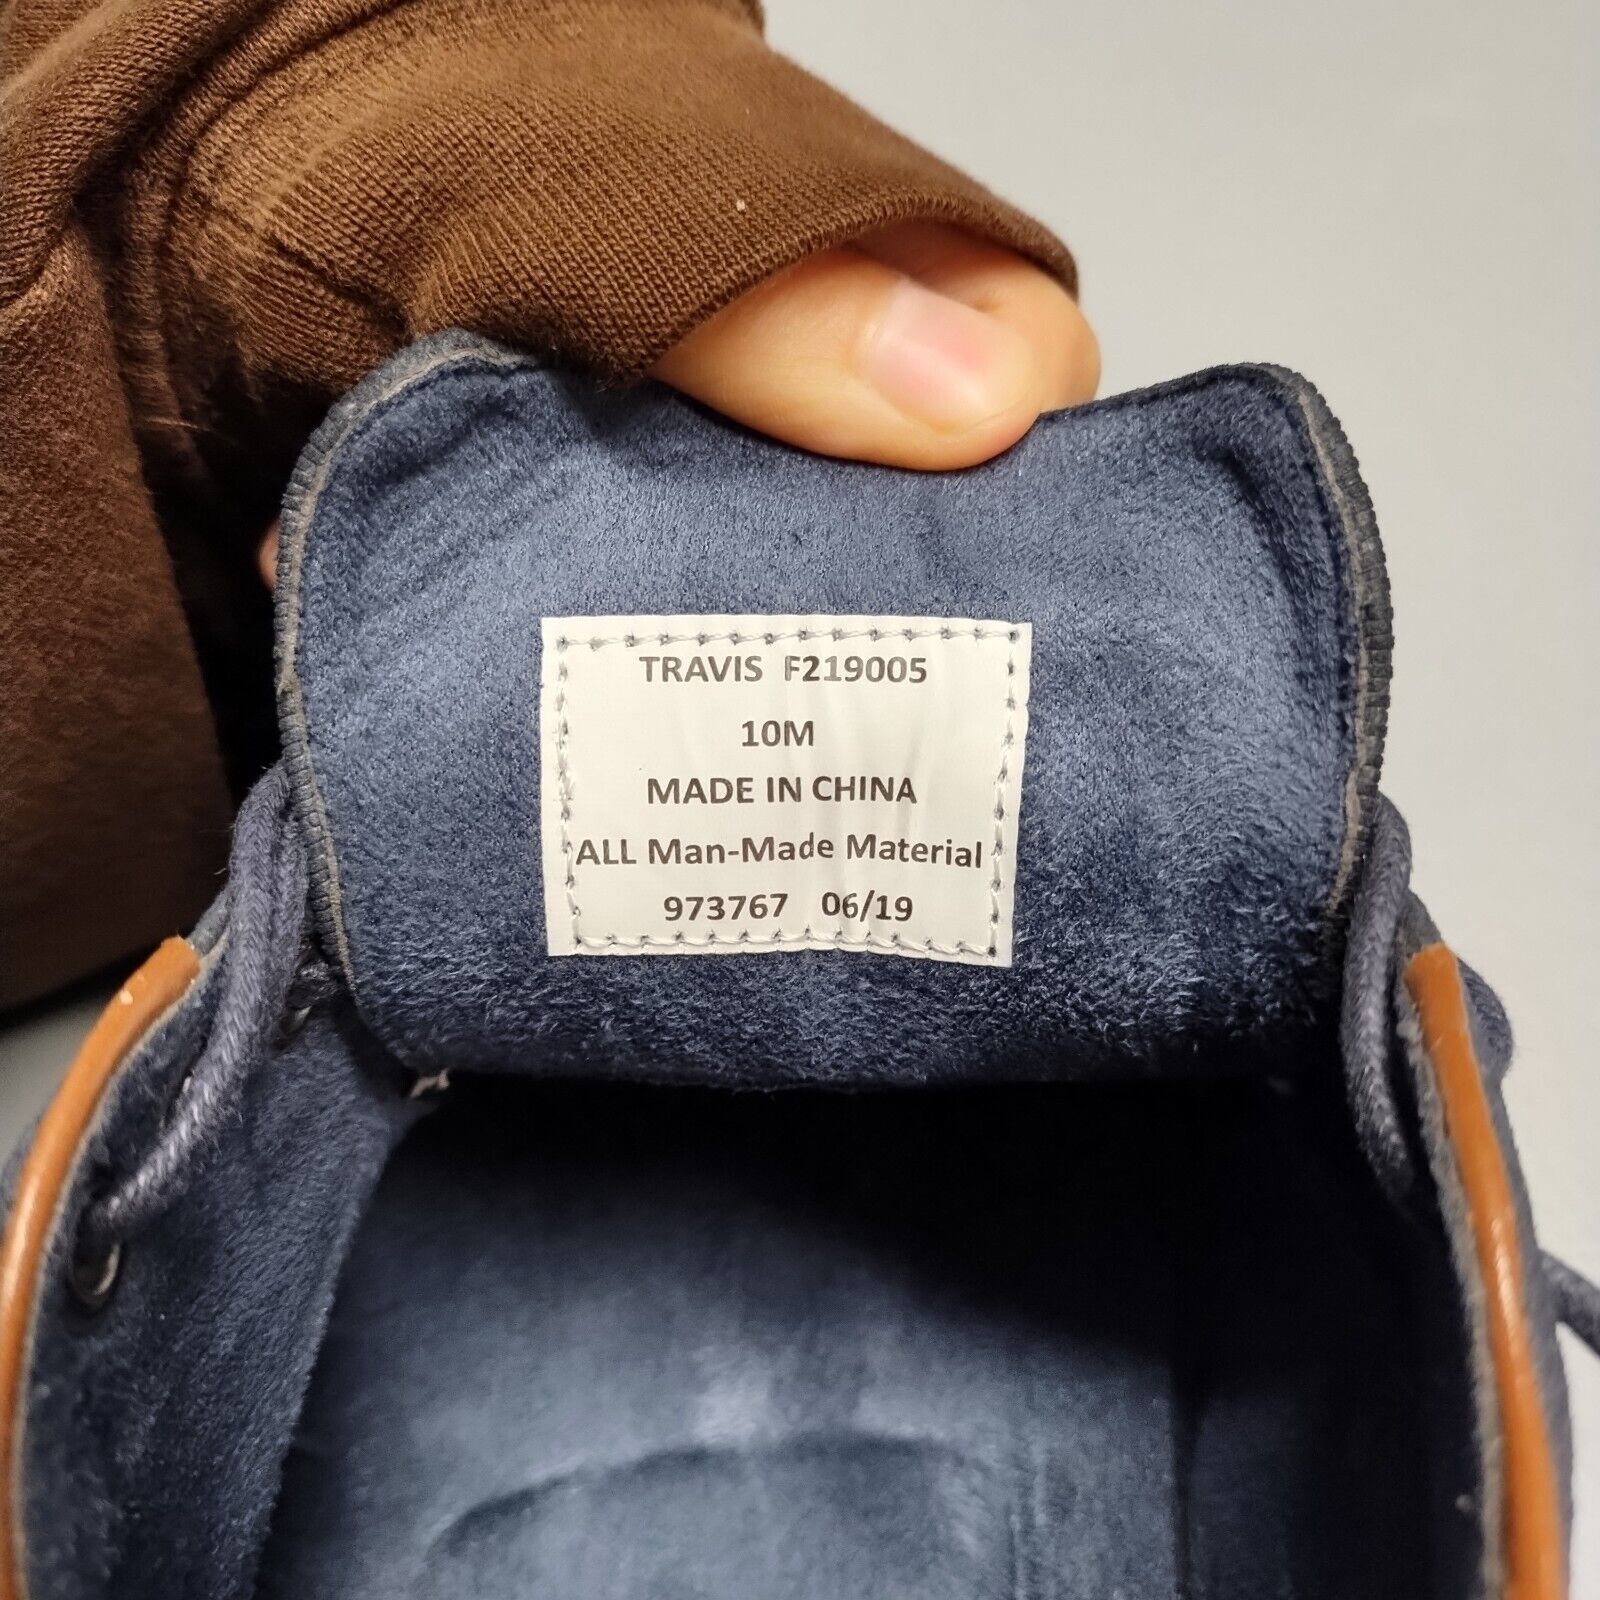 TRAVIS F219005
10M
MADE IN CHINA
ALL Man-Made Material
973767 06/19